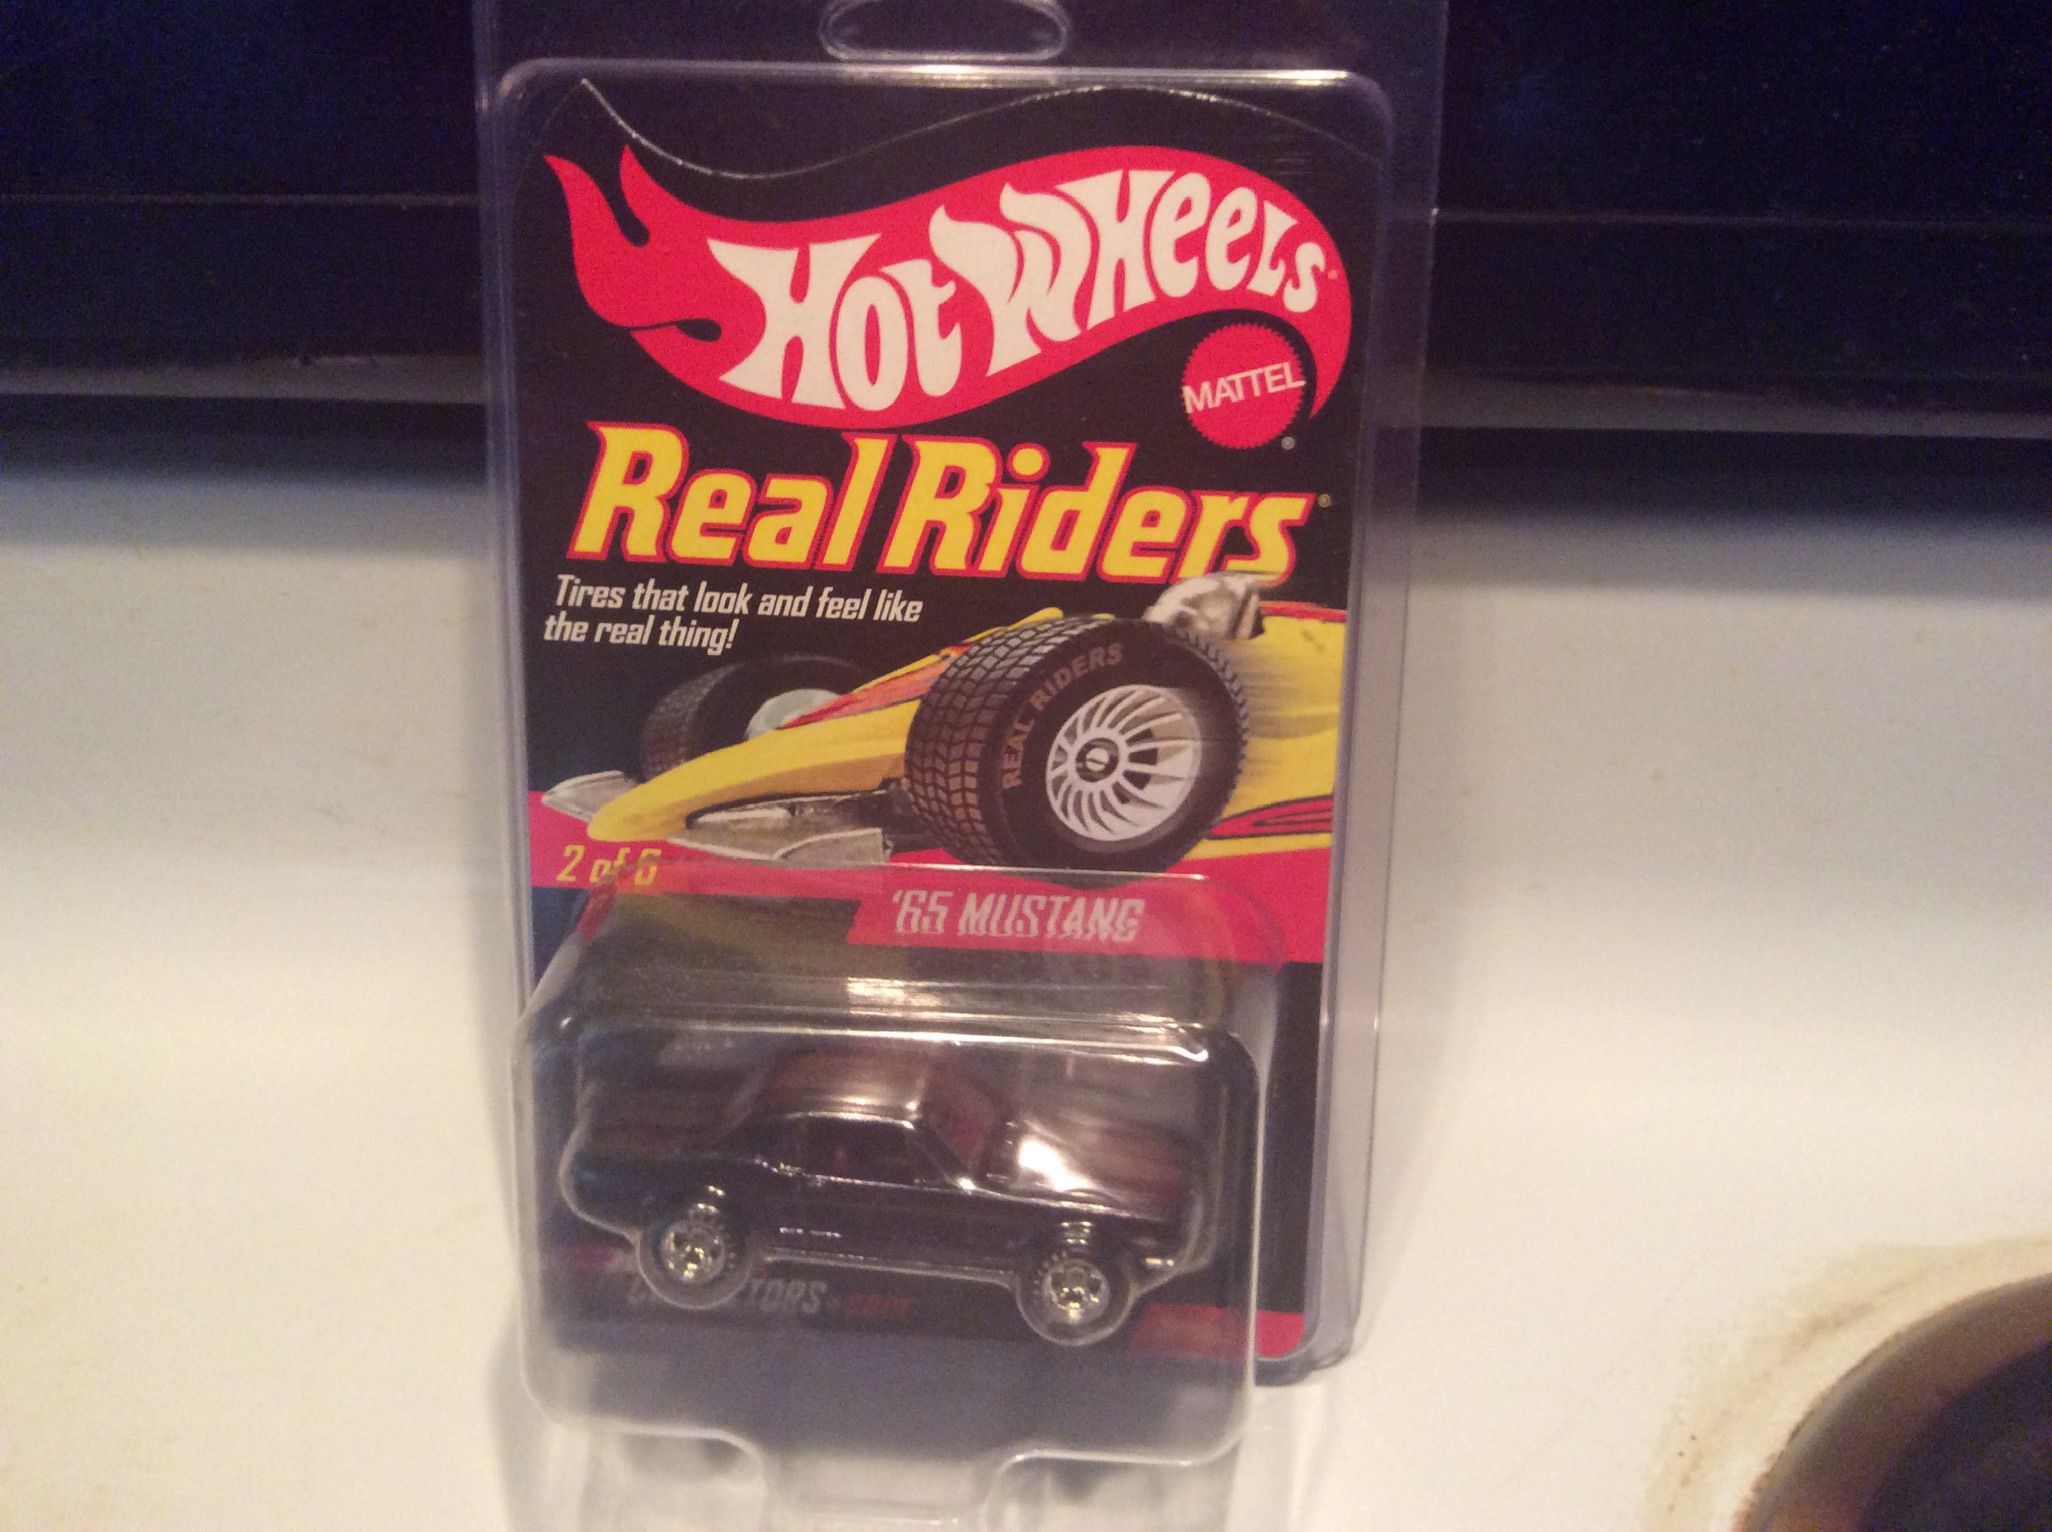 Hot Wheels
MATTEL
Real Riders
Tires that look and feel like
the real thing!
REAL RIDERS
2 of 6
'65 MUSTANG